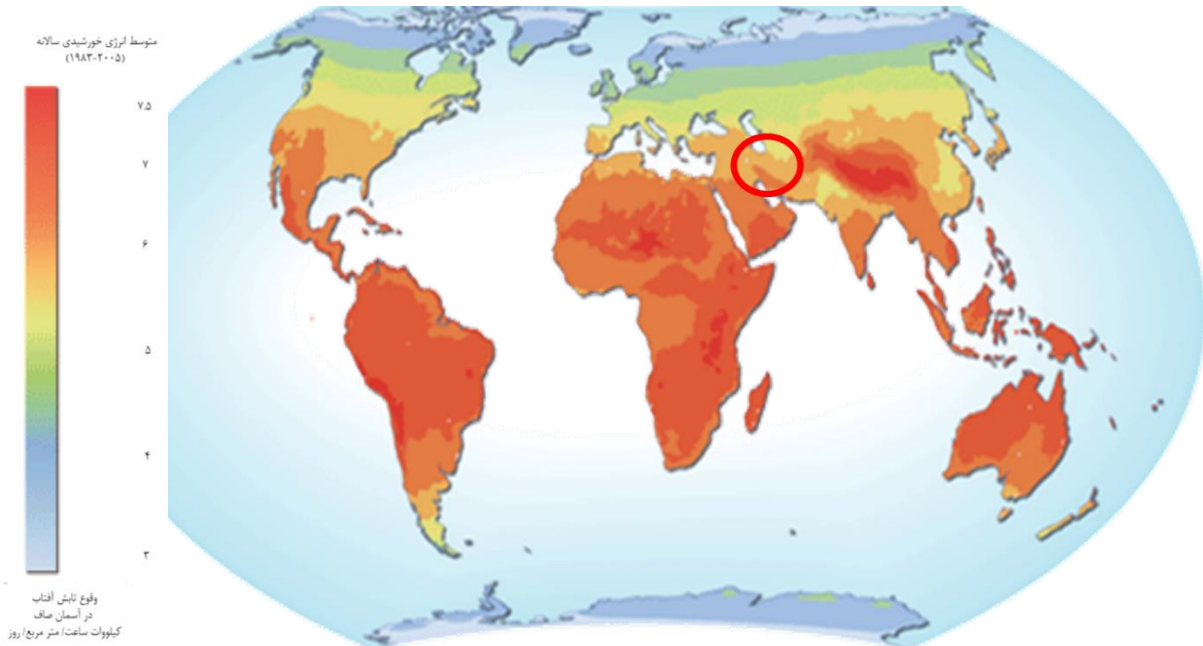 متوسط انرژی خورشیدی سالانه
(۱۹۸۳-۲۰۰۵)
۷.۵
۷
۶
۵
۴
۳
وقوع تابش آفتاب
در آسمان صاف
کیلووات ساعت/ متر مربع/ روز